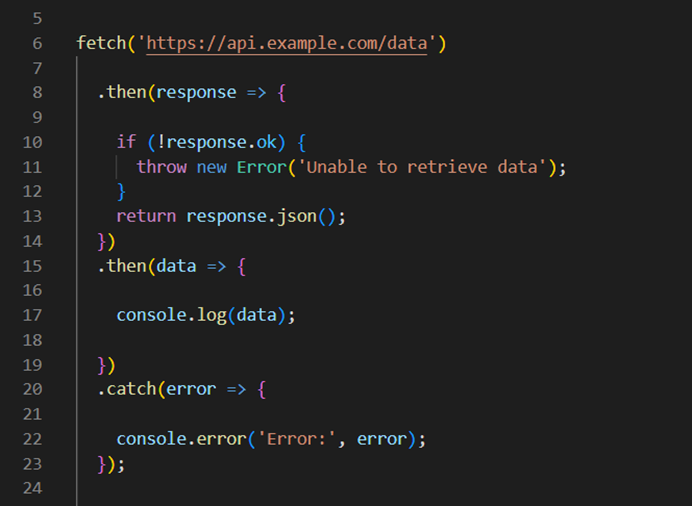 5
6 fetch('https://api.example.com/data')
7
8 .then(response => {
9
10 if (!response.ok) {
11 throw new Error('Unable to retrieve data');
12 }
13 return response.json();
14 })
15 .then(data => {
16
17 console.log(data);
18
19 })
20 .catch(error => {
21
22 console.error('Error:', error);
23 });
24